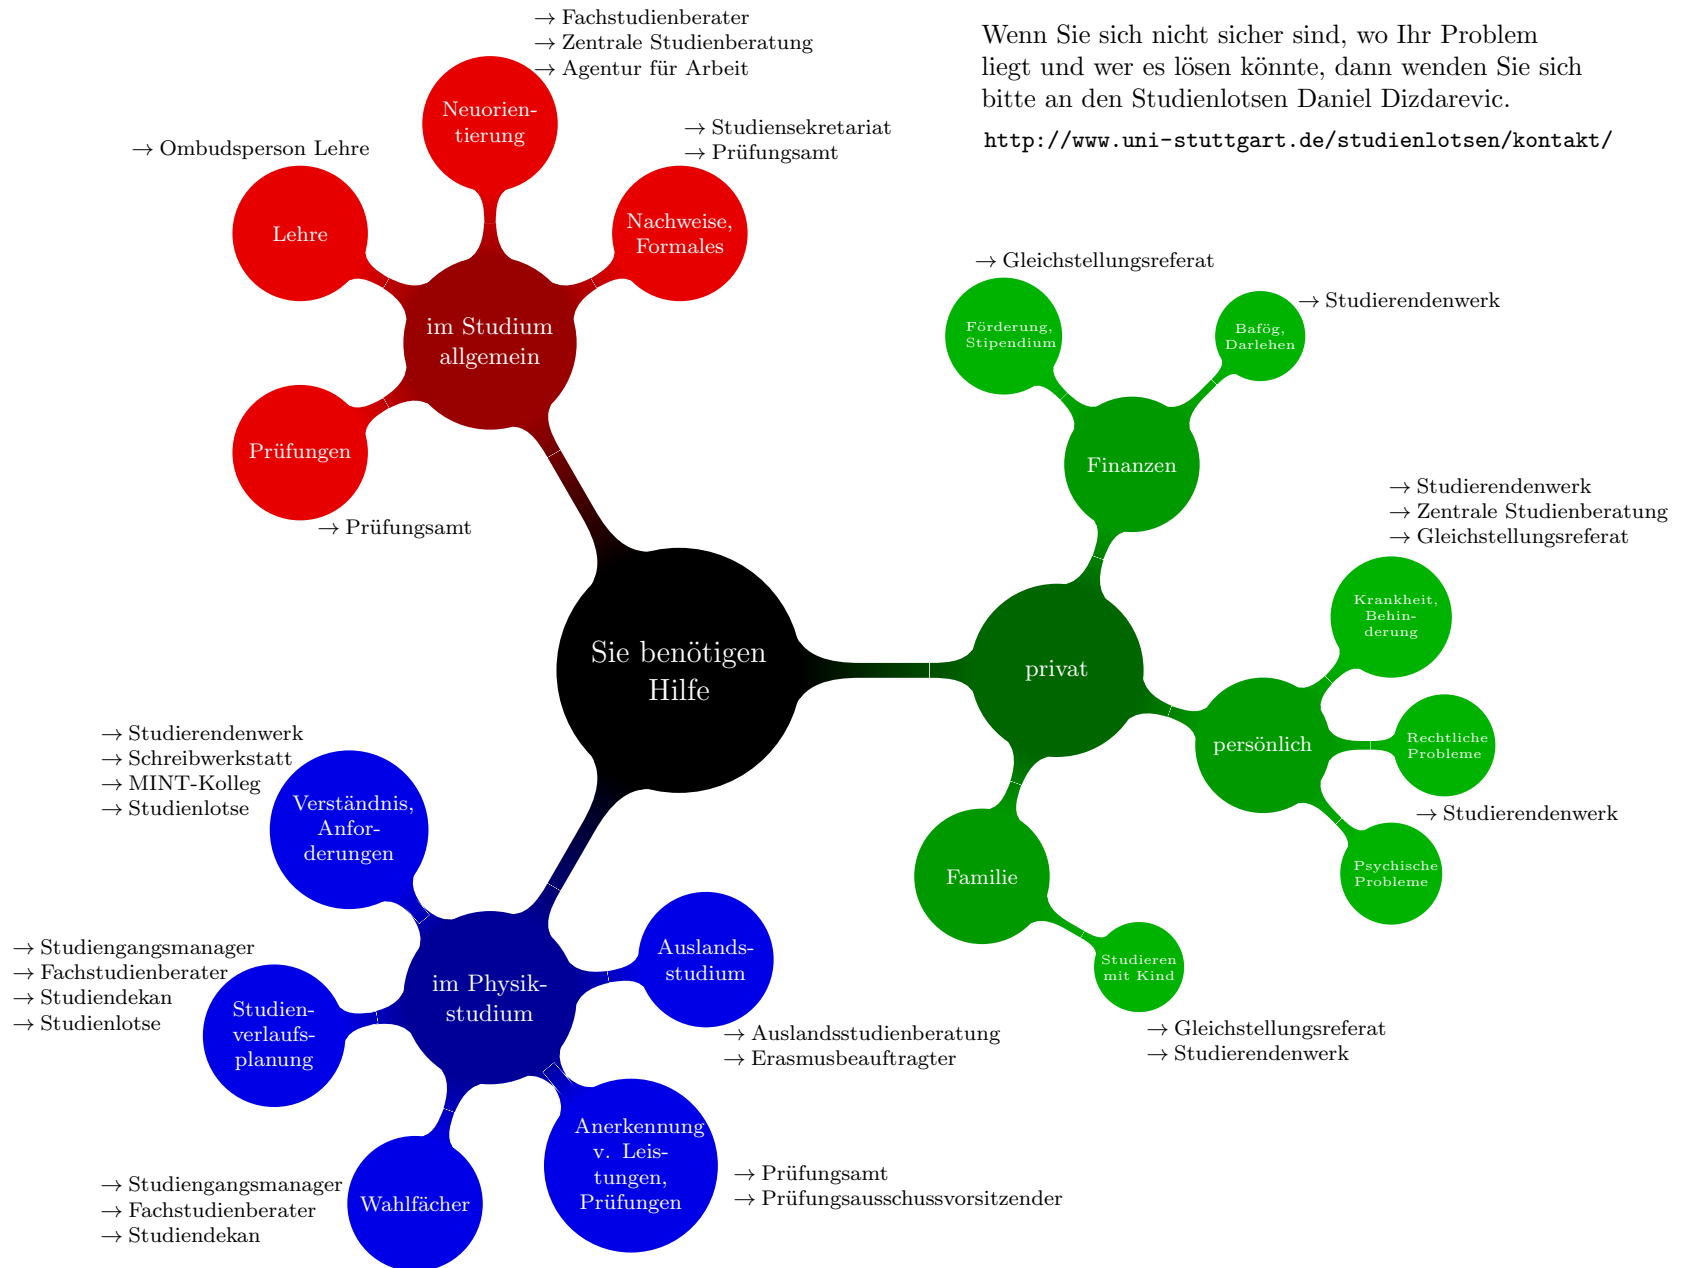 → Fachstudienberater
→ Zentrale Studienberatung
→ Agentur für Arbeit
Neuorien-
tierung
→ Studiensekretariat
→ Prüfungsamt
Nachweise,
Formales
→ Ombudsperson Lehre
Lehre
im Studium
allgemein
Prüfungen
→ Prüfungsamt
Wenn Sie sich nicht sicher sind, wo Ihr Problem
liegt und wer es lösen könnte, dann wenden Sie sich
bitte an den Studienlotsen Daniel Dizdarevic.
http://www.uni-stuttgart.de/studienlotsen/kontakt/
→ Gleichstellungsreferat
Förderung,
Stipendium
→ Studierendenwerk
Bafög,
Darlehen
Finanzen
→ Studierendenwerk
→ Zentrale Studienberatung
→ Gleichstellungsreferat
Krankheit,
Behin-
derung
Sie benötigen
Hilfe
privat
persönlich
Rechtliche
Probleme
→ Studierendenwerk
Psychische
Probleme
Familie
Studieren
mit Kind
→ Gleichstellungsreferat
→ Studierendenwerk
→ Studierendenwerk
→ Schreibwerkstatt
→ MINT-Kolleg
→ Studienlotse
Verständnis,
Anfor-
derungen
→ Studiengangsmanager
→ Fachstudienberater
→ Studiendekan
→ Studienlotse
Studien-
verlaufs-
planung
im Physik-
studium
Auslands-
studium
→ Auslandsstudienberatung
→ Erasmusbeauftragter
Anerkennung
v. Leis-
tungen,
Prüfungen
→ Prüfungsamt
→ Prüfungsausschussvorsitzender
→ Studiengangsmanager
→ Fachstudienberater
→ Studiendekan
Wahlfächer